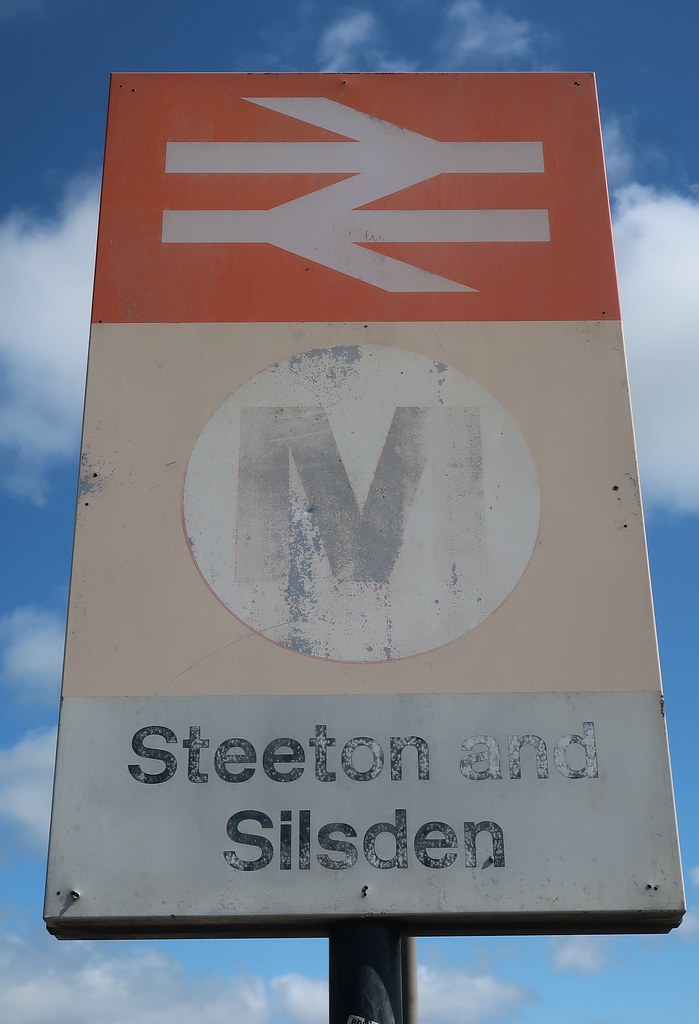 M
Steeton and
Silsden